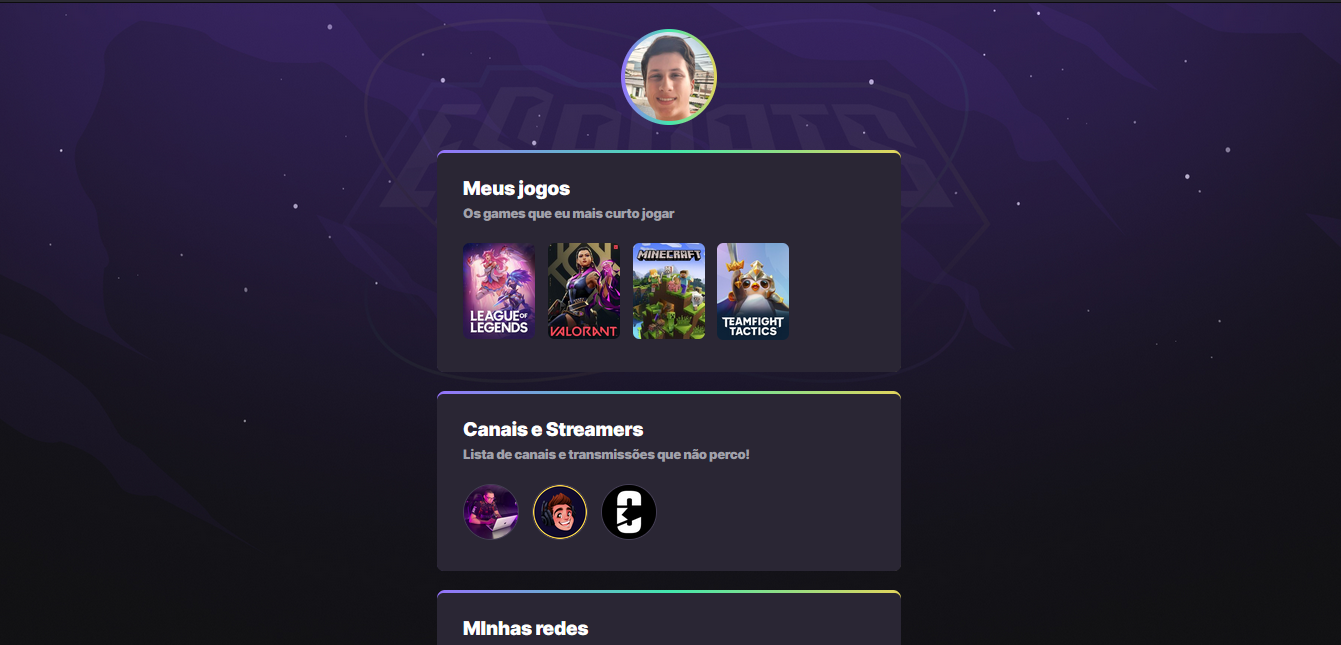 ESPORTS
Meus jogos
Os games que eu mais curto jogar
LEAGUE OF
LEGENDS
VALORANT
MINECRAFT
TEAMFIGHT
TACTICS
Canais e Streamers
Lista de canais e transmissões que não perco!
MInhas redes